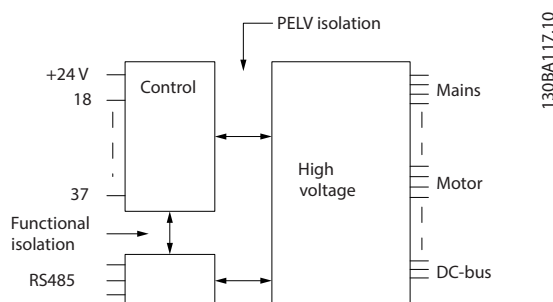 PELV isolation
+24 V
Control
18
Mains
High
voltage
37
Motor
Functional
isolation
RS485
DC-bus
130BA117.10